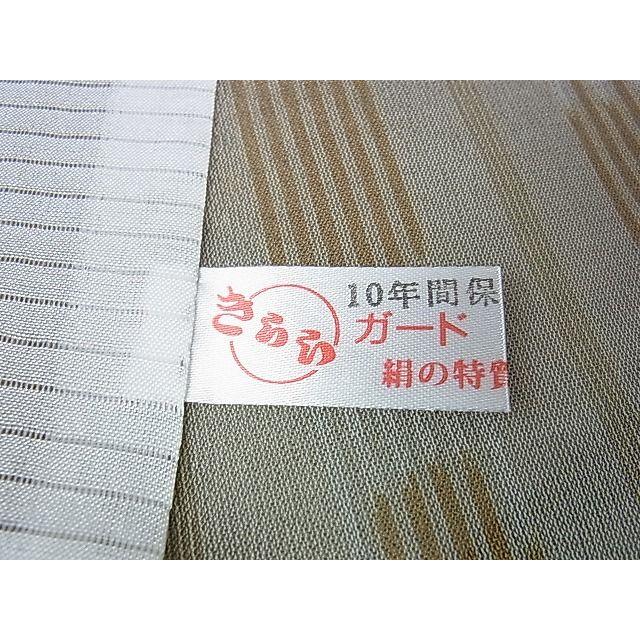 10年間保
きらら
ガード
絹の特質